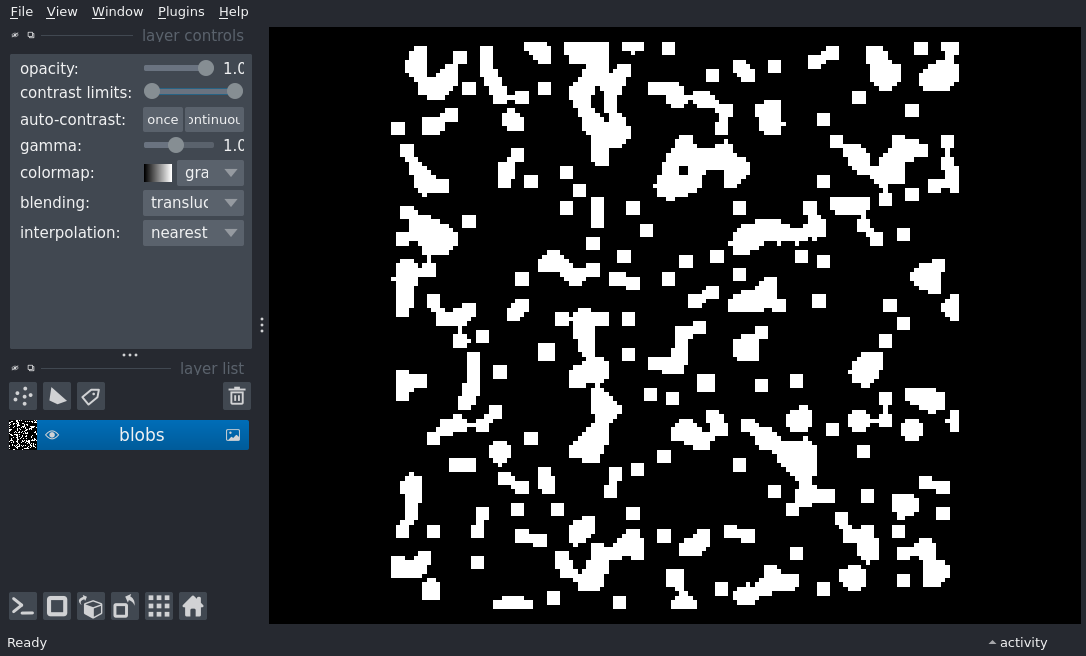 File View Window Plugins Help
layer controls
opacity: 1.0
contrast limits:
auto-contrast: once ontinuou
gamma: 1.0
colormap: gra
blending: transluc
interpolation: nearest
layer list
blobs
Ready activity